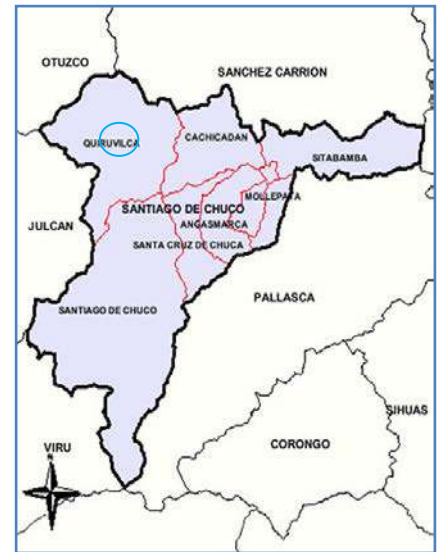 OTUZCO
SANCHEZ CARRION
QUIRUVILCA
CACHICADAN
SITABAMBA
MOLLEPATA
SANTIAGO DE CHUCO
ANGASMARCA
JULCAN
SANTA CRUZ DE CHUCA
PALLASCA
SANTIAGO DE CHUCO
SIHUAS
VIRU
CORONGO
N